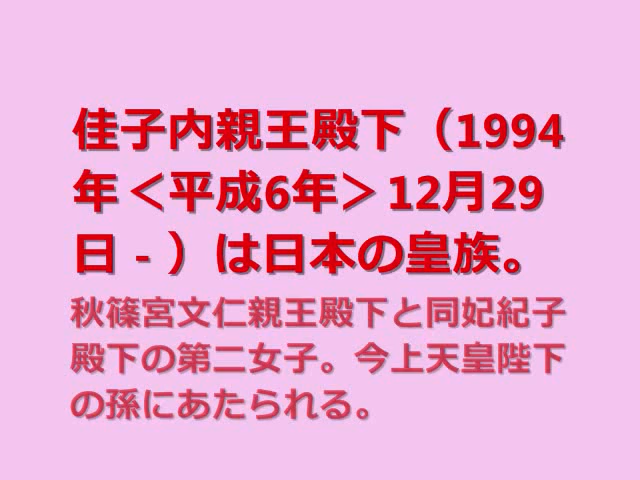 佳子内親王殿下（1994
年＜平成6年＞12月29
日 - ）は日本の皇族。
秋篠宮文仁親王殿下と同妃紀子
殿下の第二女子。今上天皇陛下
の孫にあたられる。